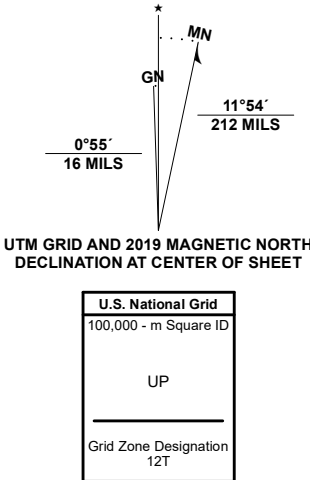 ★
MN
GN
11°54´
212 MILS
0°55´
16 MILS
UTM GRID AND 2019 MAGNETIC NORTH
DECLINATION AT CENTER OF SHEET
U.S. National Grid
100,000 - m Square ID
UP
Grid Zone Designation
12T